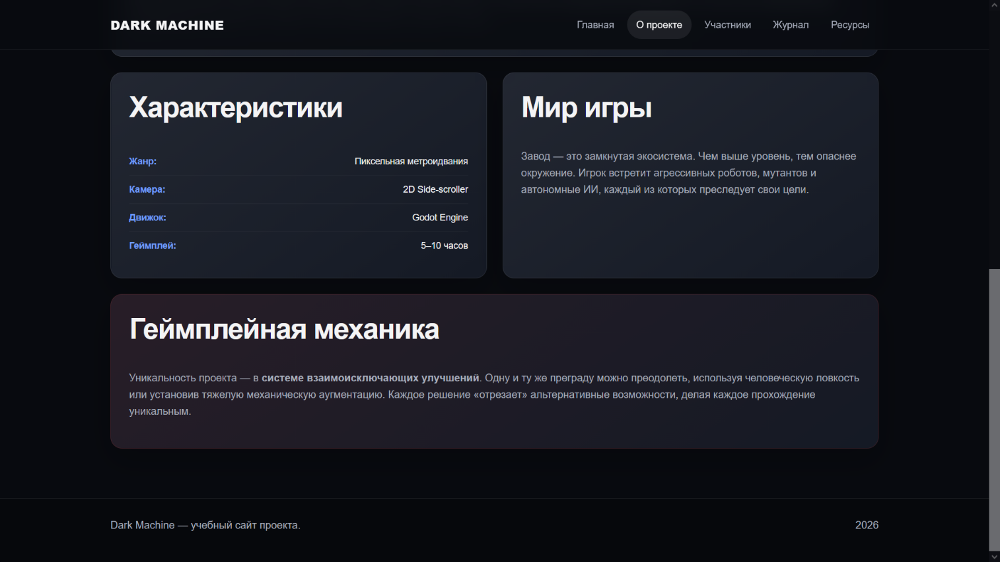 DARK MACHINE
Главная
О проекте
Участники
Журнал
Ресурсы
Характеристики
Жанр: Пиксельная метроидвания
Камера: 2D Side-scroller
Движок: Godot Engine
Геймплей: 5–10 часов
Мир игры
Завод — это замкнутая экосистема. Чем выше уровень, тем опаснее
окружение. Игрок встретит агрессивных роботов, мутантов и
автономные ИИ, каждый из которых преследует свои цели.
Геймплейная механика
Уникальность проекта — в системе взаимоисключающих улучшений. Одну и ту же преграду можно преодолеть, используя человеческую ловкость
или установив тяжелую механическую аугментацию. Каждое решение «отрезает» альтернативные возможности, делая каждое прохождение
уникальным.
Dark Machine — учебный сайт проекта.
2026